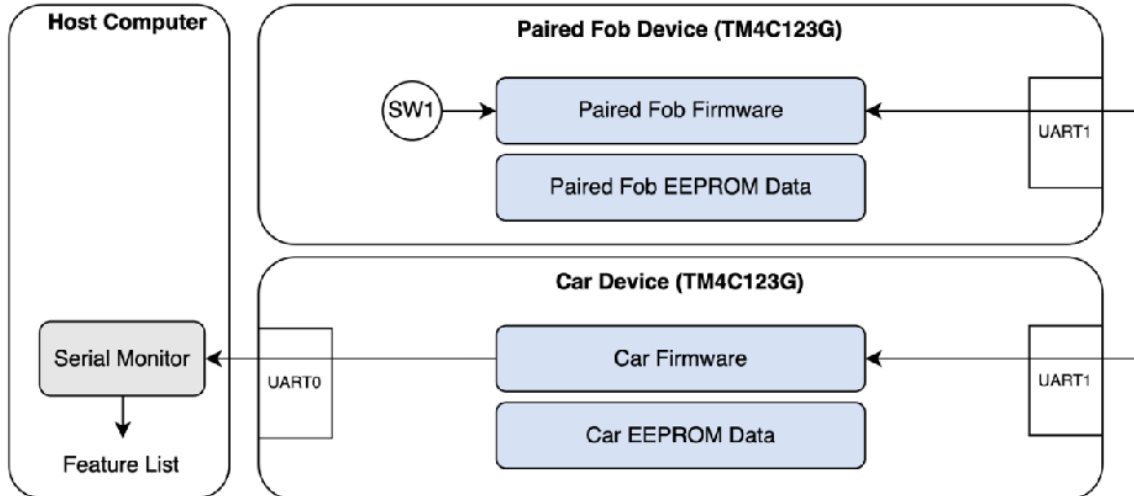 Host Computer
Paired Fob Device (TM4C123G)
SW1
Paired Fob Firmware
UART1
Paired Fob EEPROM Data
Car Device (TM4C123G)
Serial Monitor
UART0
Car Firmware
UART1
Car EEPROM Data
Feature List